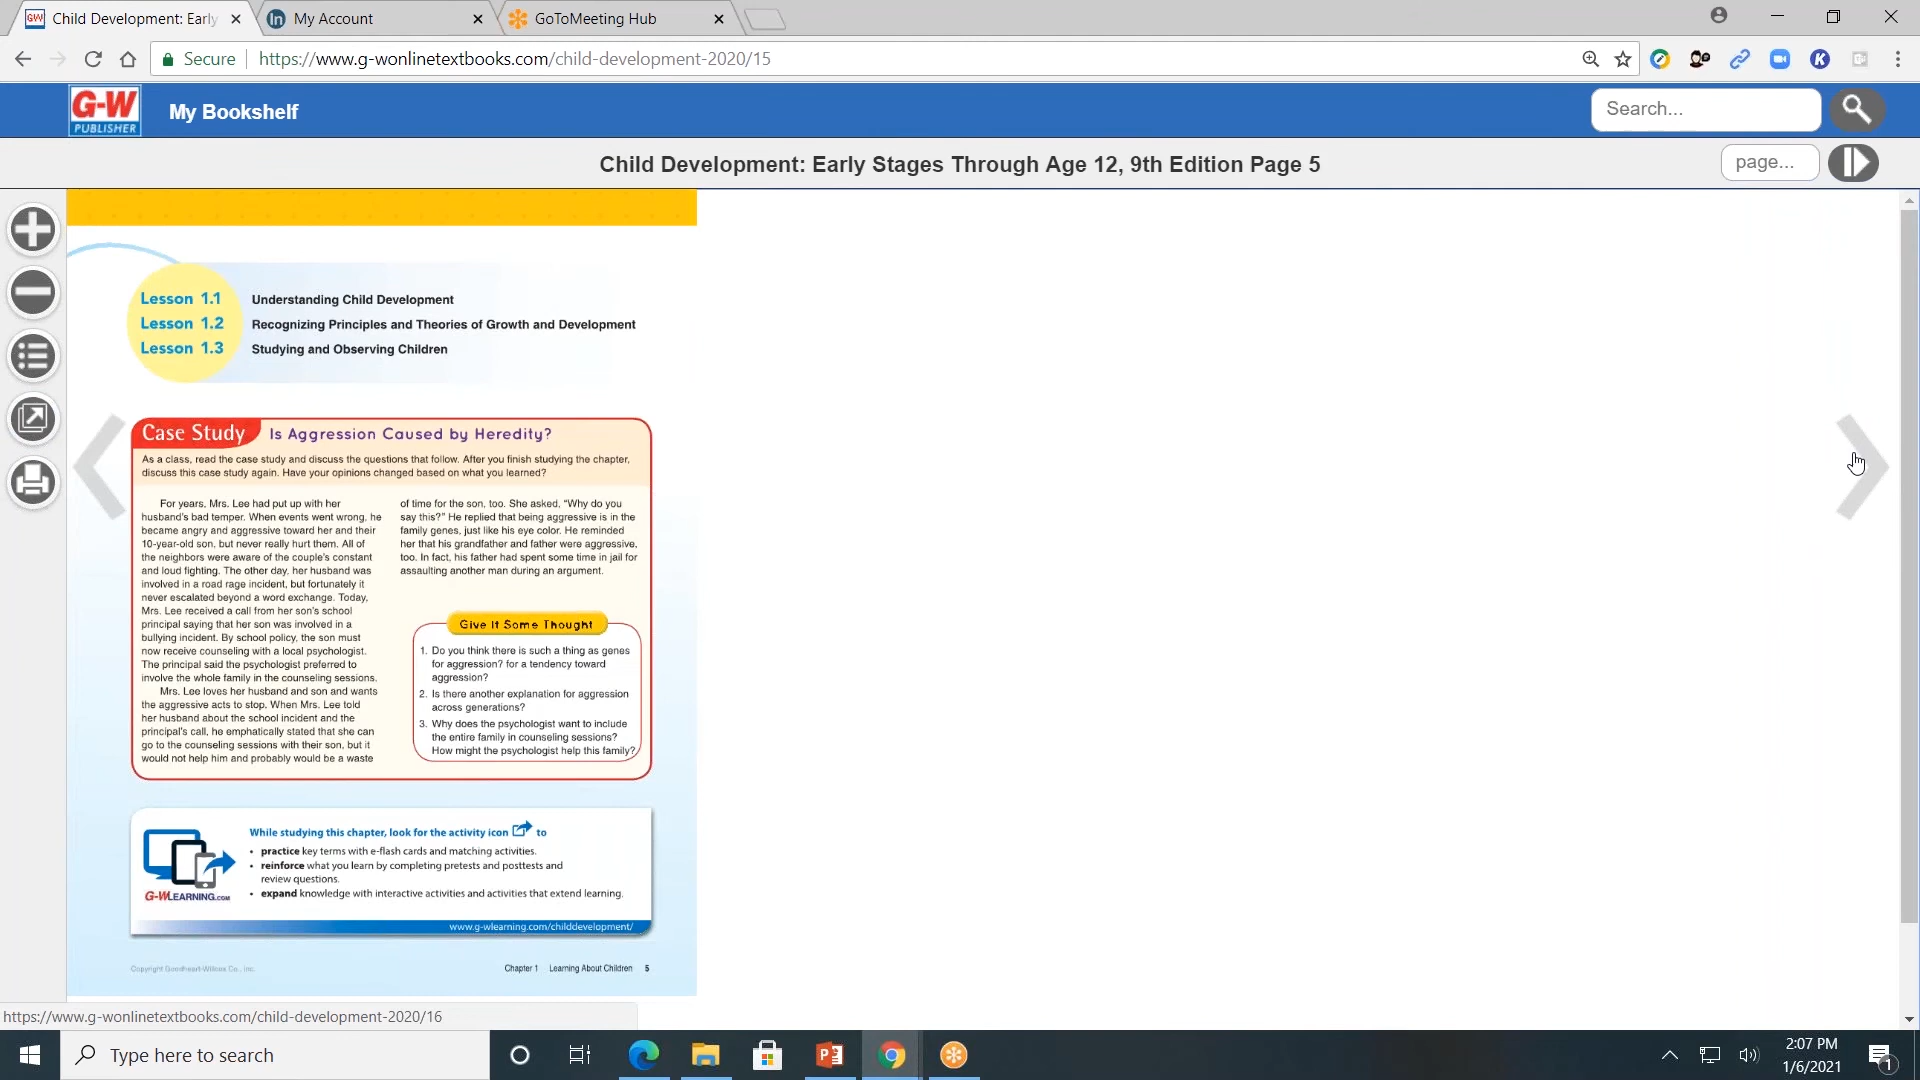 GW Child Development: Early
My Account
GoToMeeting Hub
Secure
https://www.g-wonlinetextbooks.com/child-development-2020/15
G-W
PUBLISHER
My Bookshelf
Search...
Child Development: Early Stages Through Age 12, 9th Edition Page 5
page...
Lesson 1.1 Understanding Child Development
Lesson 1.2 Recognizing Principles and Theories of Growth and Development
Lesson 1.3 Studying and Observing Children
Case Study Is Aggression Caused by Heredity?
As a class, read the case study and discuss the questions that follow. After you finish studying the chapter,
discuss this case study again. Have your opinions changed based on what you learned?
For years, Mrs. Lee had put up with her
husband's bad temper. When events went wrong, he
became angry and aggressive toward her and their
10-year-old son, but never really hurt them. All of
the neighbors were aware of the couple's constant
and loud fighting. The other day, her husband was
involved in a road rage incident, but fortunately it
never escalated beyond a word exchange. Today,
Mrs. Lee received a call from her son's school
principal saying that her son was involved in a
bullying incident. By school policy, the son must
now receive counseling with a local psychologist.
The principal said the psychologist preferred to
involve the whole family in the counseling sessions.
Mrs. Lee loves her husband and son and wants
the aggressive acts to stop. When Mrs. Lee told
her husband about the school incident and the
principal's call, he emphatically stated that she can
go to the counseling sessions with their son, but it
would not help him and probably would be a waste
of time for the son, too. She asked, "Why do you
say this?" He replied that being aggressive is in the
family genes, just like his eye color. He reminded
her that his grandfather and father were aggressive,
too. In fact, his father had spent some time in jail for
assaulting another man during an argument.
Give It Some Thought
1. Do you think there is such a thing as genes
for aggression? for a tendency toward
aggression?
2. Is there another explanation for aggression
across generations?
3. Why does the psychologist want to include
the entire family in counseling sessions?
How might the psychologist help this family?
While studying this chapter, look for the activity icon to
• practice key terms with e-flash cards and matching activities.
• reinforce what you learn by completing pretests and posttests and
review questions.
• expand knowledge with interactive activities and activities that extend learning.
G-WLEARNING.COM
www.g-wlearning.com/childdevelopment/
Copyright Goodheart-Willcox Co., Inc.
Chapter 1 Learning About Children 5
https://www.g-wonlinetextbooks.com/child-development-2020/16
Type here to search
2:07 PM
1/6/2021
1